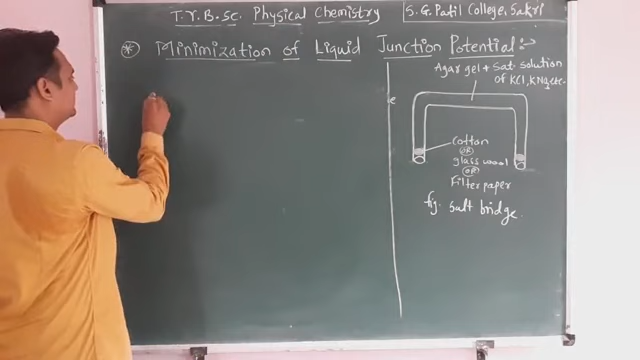 T.Y.B.Sc. Physical Chemistry
S.G. Patil College, Sakri
* Minimization of Liquid Junction Potential :-
Agar gel + Sat. solution
of KCl, KNO3 etc.
Cotton
OR
glass wool
OR
Filter paper
fig. salt bridge.